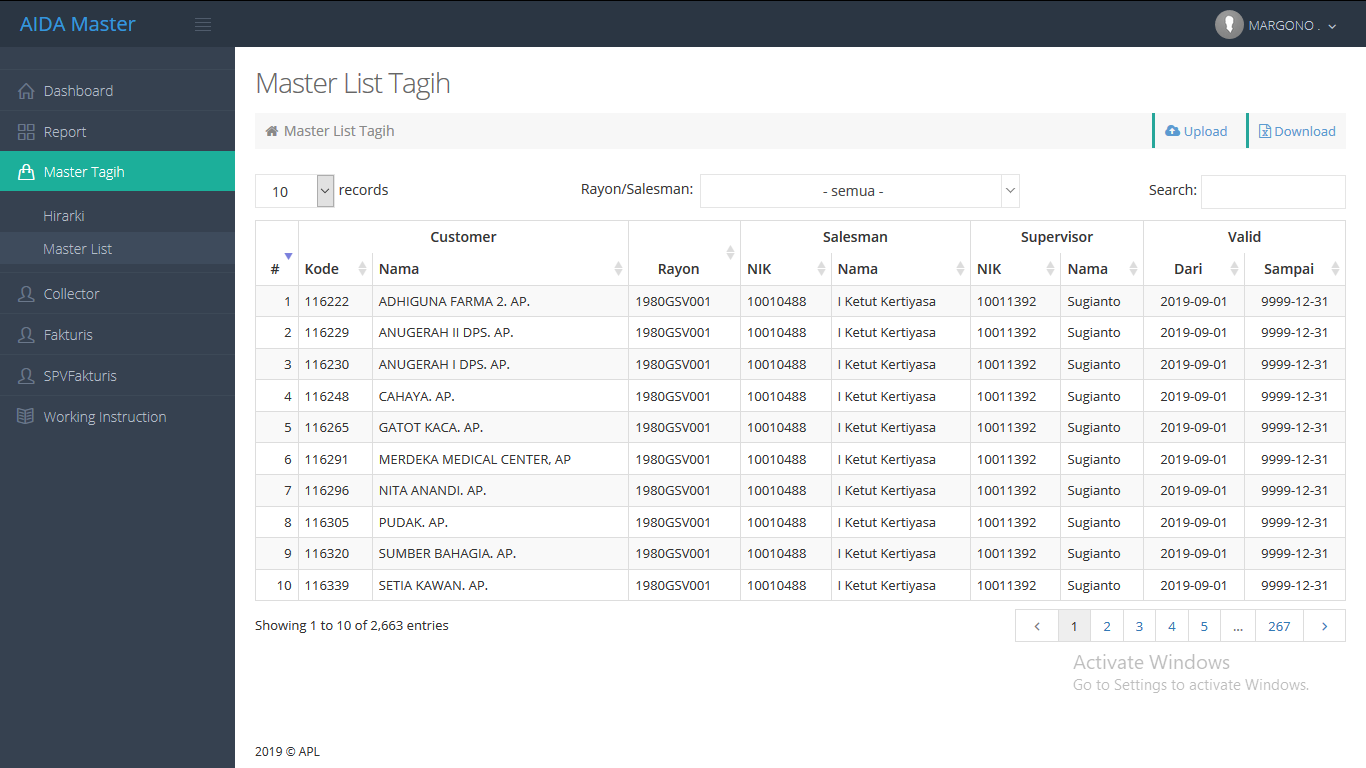 AIDA Master
MARGONO .
Dashboard
Report
Master Tagih
Hirarki
Master List
Collector
Fakturis
SPVFakturis
Working Instruction
Master List Tagih
Master List Tagih
Upload
Download
10 records
Rayon/Salesman: - semua -
Search:
Customer Salesman Supervisor Valid
# Kode Nama Rayon NIK Nama NIK Nama Dari Sampai
1 116222 ADHIGUNA FARMA 2. AP. 1980GSV001 10010488 I Ketut Kertiyasa 10011392 Sugianto 2019-09-01 9999-12-31
2 116229 ANUGERAH II DPS. AP. 1980GSV001 10010488 I Ketut Kertiyasa 10011392 Sugianto 2019-09-01 9999-12-31
3 116230 ANUGERAH I DPS. AP. 1980GSV001 10010488 I Ketut Kertiyasa 10011392 Sugianto 2019-09-01 9999-12-31
4 116248 CAHAYA. AP. 1980GSV001 10010488 I Ketut Kertiyasa 10011392 Sugianto 2019-09-01 9999-12-31
5 116265 GATOT KACA. AP. 1980GSV001 10010488 I Ketut Kertiyasa 10011392 Sugianto 2019-09-01 9999-12-31
6 116291 MERDEKA MEDICAL CENTER, AP 1980GSV001 10010488 I Ketut Kertiyasa 10011392 Sugianto 2019-09-01 9999-12-31
7 116296 NITA ANANDI. AP. 1980GSV001 10010488 I Ketut Kertiyasa 10011392 Sugianto 2019-09-01 9999-12-31
8 116305 PUDAK. AP. 1980GSV001 10010488 I Ketut Kertiyasa 10011392 Sugianto 2019-09-01 9999-12-31
9 116320 SUMBER BAHAGIA. AP. 1980GSV001 10010488 I Ketut Kertiyasa 10011392 Sugianto 2019-09-01 9999-12-31
10 116339 SETIA KAWAN. AP. 1980GSV001 10010488 I Ketut Kertiyasa 10011392 Sugianto 2019-09-01 9999-12-31
Showing 1 to 10 of 2,663 entries
‹ 1 2 3 4 5 ... 267 ›
Activate Windows
Go to Settings to activate Windows.
2019 © APL